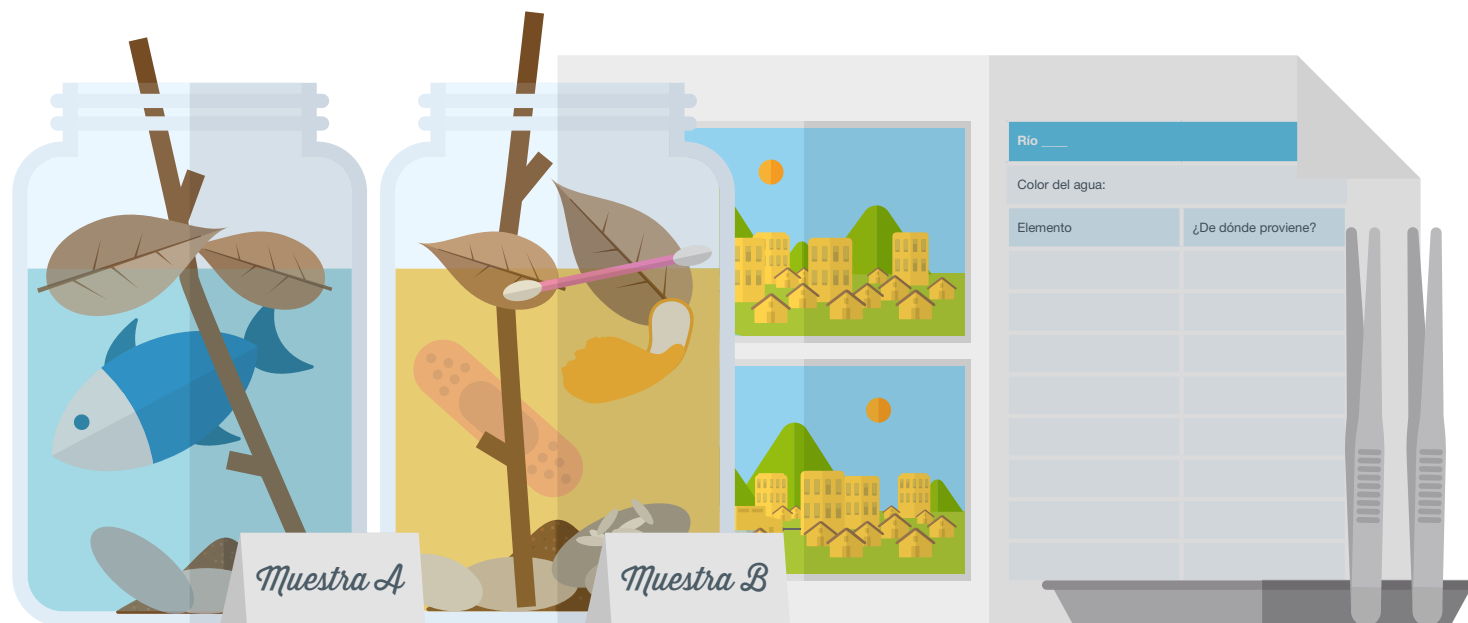 Río ____
Color del agua:
Elemento
¿De dónde proviene?
Muestra A
Muestra B